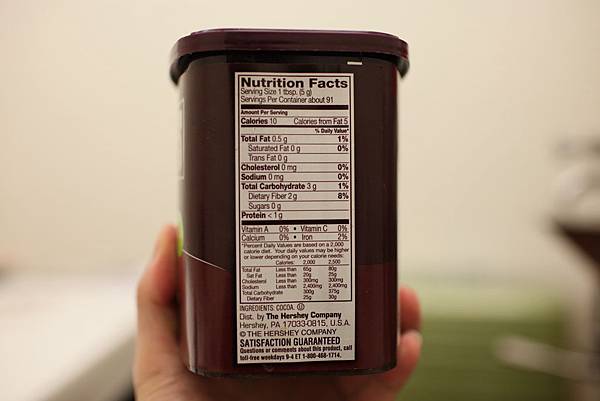 Nutrition Facts
Serving Size 1 tbsp. (5 g)
Servings Per Container about 91
Amount Per Serving
Calories 10 Calories from Fat 5
% Daily Value*
Total Fat 0.5 g 1%
Saturated Fat 0 g 0%
Trans Fat 0 g
Cholesterol 0 mg 0%
Sodium 0 mg 0%
Total Carbohydrate 3 g 1%
Dietary Fiber 2 g 8%
Sugars 0 g
Protein < 1 g
Vitamin A 0% • Vitamin C 0%
Calcium 0% • Iron 2%
*Percent Daily Values are based on a 2,000
calorie diet. Your daily values may be higher
or lower depending on your calorie needs:
Calories: 2,000 2,500
Total Fat Less than 65g 80g
Sat Fat Less than 20g 25g
Cholesterol Less than 300mg 300mg
Sodium Less than 2,400mg 2,400mg
Total Carbohydrate 300g 375g
Dietary Fiber 25g 30g
INGREDIENTS: COCOA. Ⓤ
Dist. by The Hershey Company
Hershey, PA 17033-0815, U.S.A.
© THE HERSHEY COMPANY
SATISFACTION GUARANTEED
Questions or comments about this product, call
toll-free weekdays 9-4 ET 1-800-468-1714.